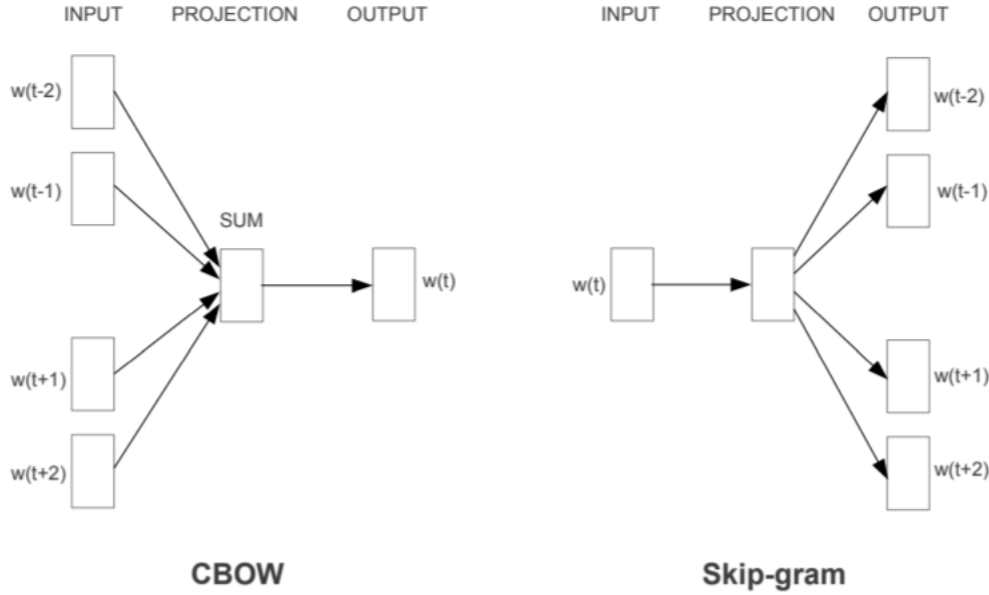 INPUT PROJECTION OUTPUT
w(t-2)
w(t-1)
SUM
w(t)
w(t+1)
w(t+2)
CBOW
INPUT PROJECTION OUTPUT
w(t-2)
w(t-1)
w(t)
w(t+1)
w(t+2)
Skip-gram